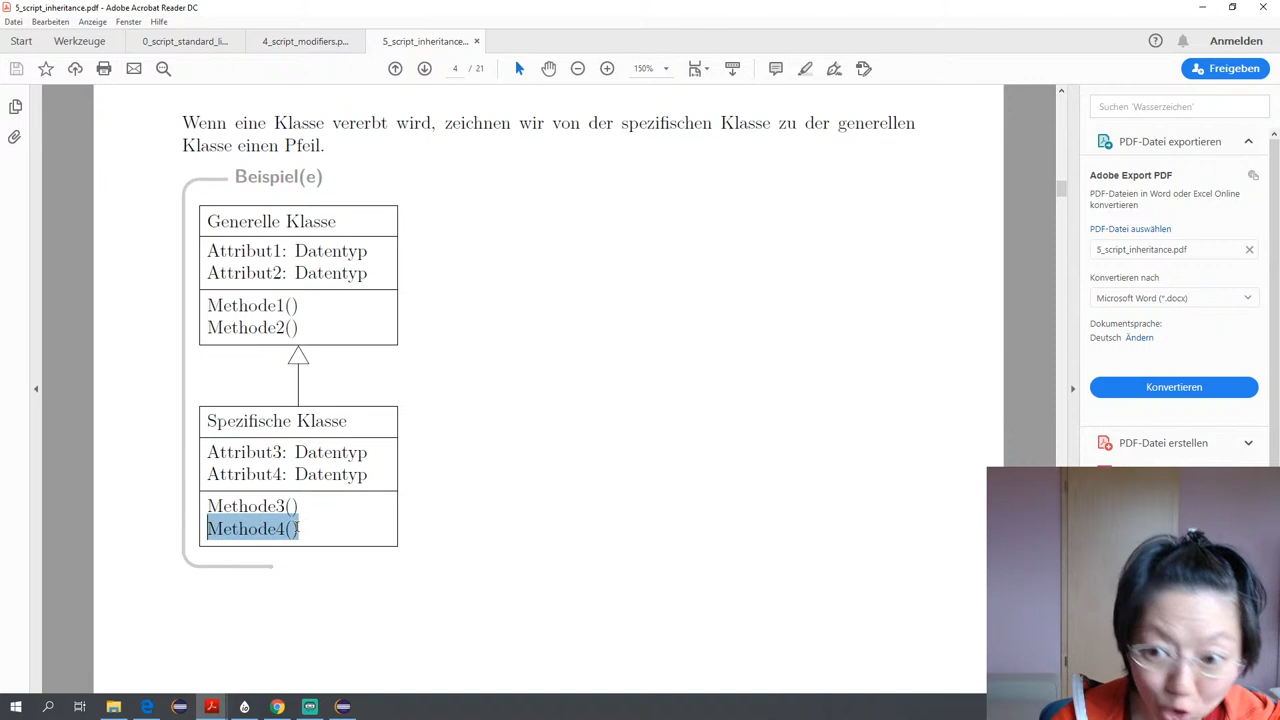 5_script_inheritance.pdf - Adobe Acrobat Reader DC
Datei Bearbeiten Anzeige Fenster Hilfe
Start Werkzeuge 0_script_standard_li... 4_script_modifiers.p... 5_script_inheritance... × Anmelden
4 / 21 150% Freigeben
Wenn eine Klasse vererbt wird, zeichnen wir von der spezifischen Klasse zu der generellen
Klasse einen Pfeil.
Beispiel(e)
Generelle Klasse
Attribut1: Datentyp
Attribut2: Datentyp
Methode1()
Methode2()
Spezifische Klasse
Attribut3: Datentyp
Attribut4: Datentyp
Methode3()
Methode4()
Suchen 'Wasserzeichen'
PDF-Datei exportieren
Adobe Export PDF
PDF-Dateien in Word oder Excel Online
konvertieren
PDF-Datei auswählen
5_script_inheritance.pdf
Konvertieren nach
Microsoft Word (*.docx)
Dokumentsprache:
Deutsch Ändern
Konvertieren
PDF-Datei erstellen